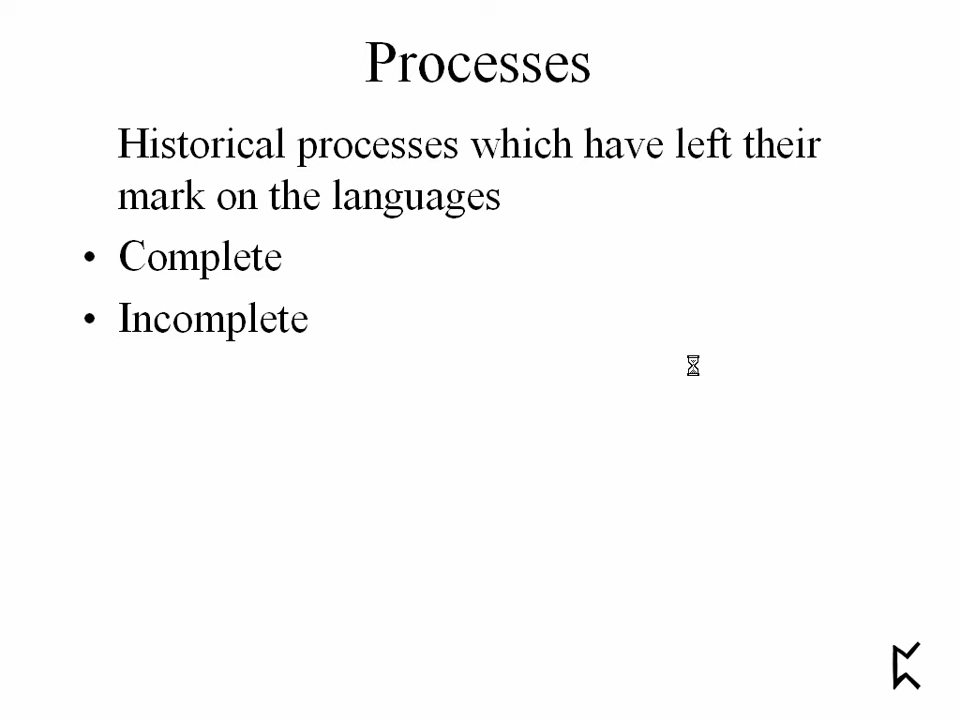 Processes
Historical processes which have left their
mark on the languages
• Complete
• Incomplete